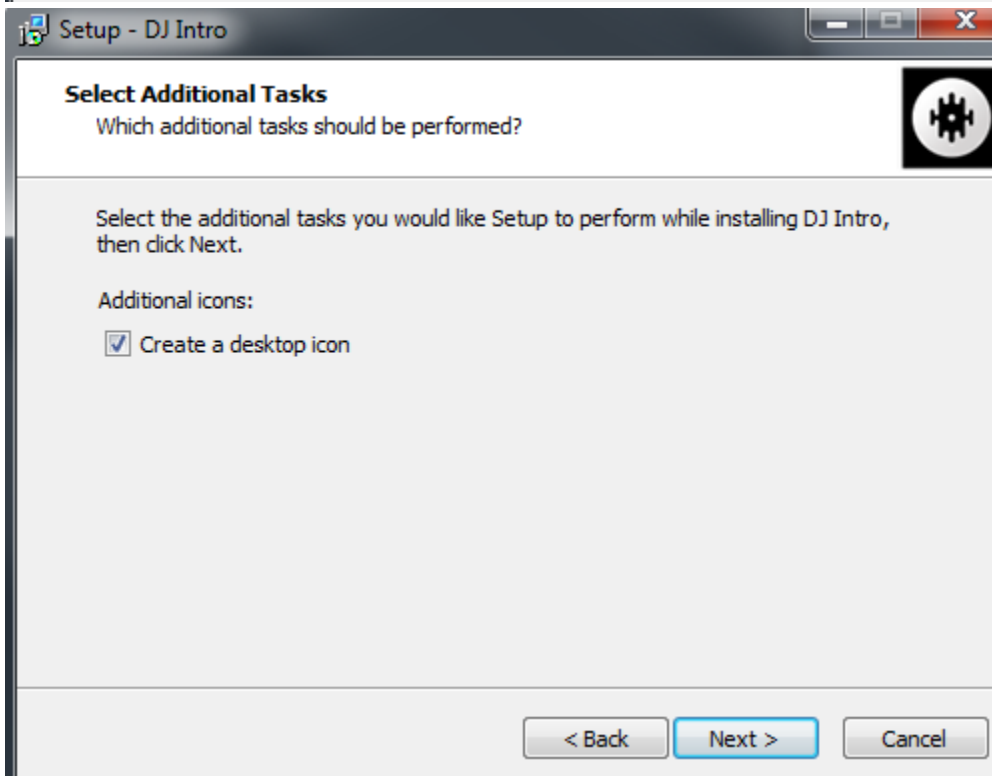 Setup - DJ Intro
Select Additional Tasks
Which additional tasks should be performed?
Select the additional tasks you would like Setup to perform while installing DJ Intro,
then click Next.
Additional icons:
Create a desktop icon
< Back
Next >
Cancel